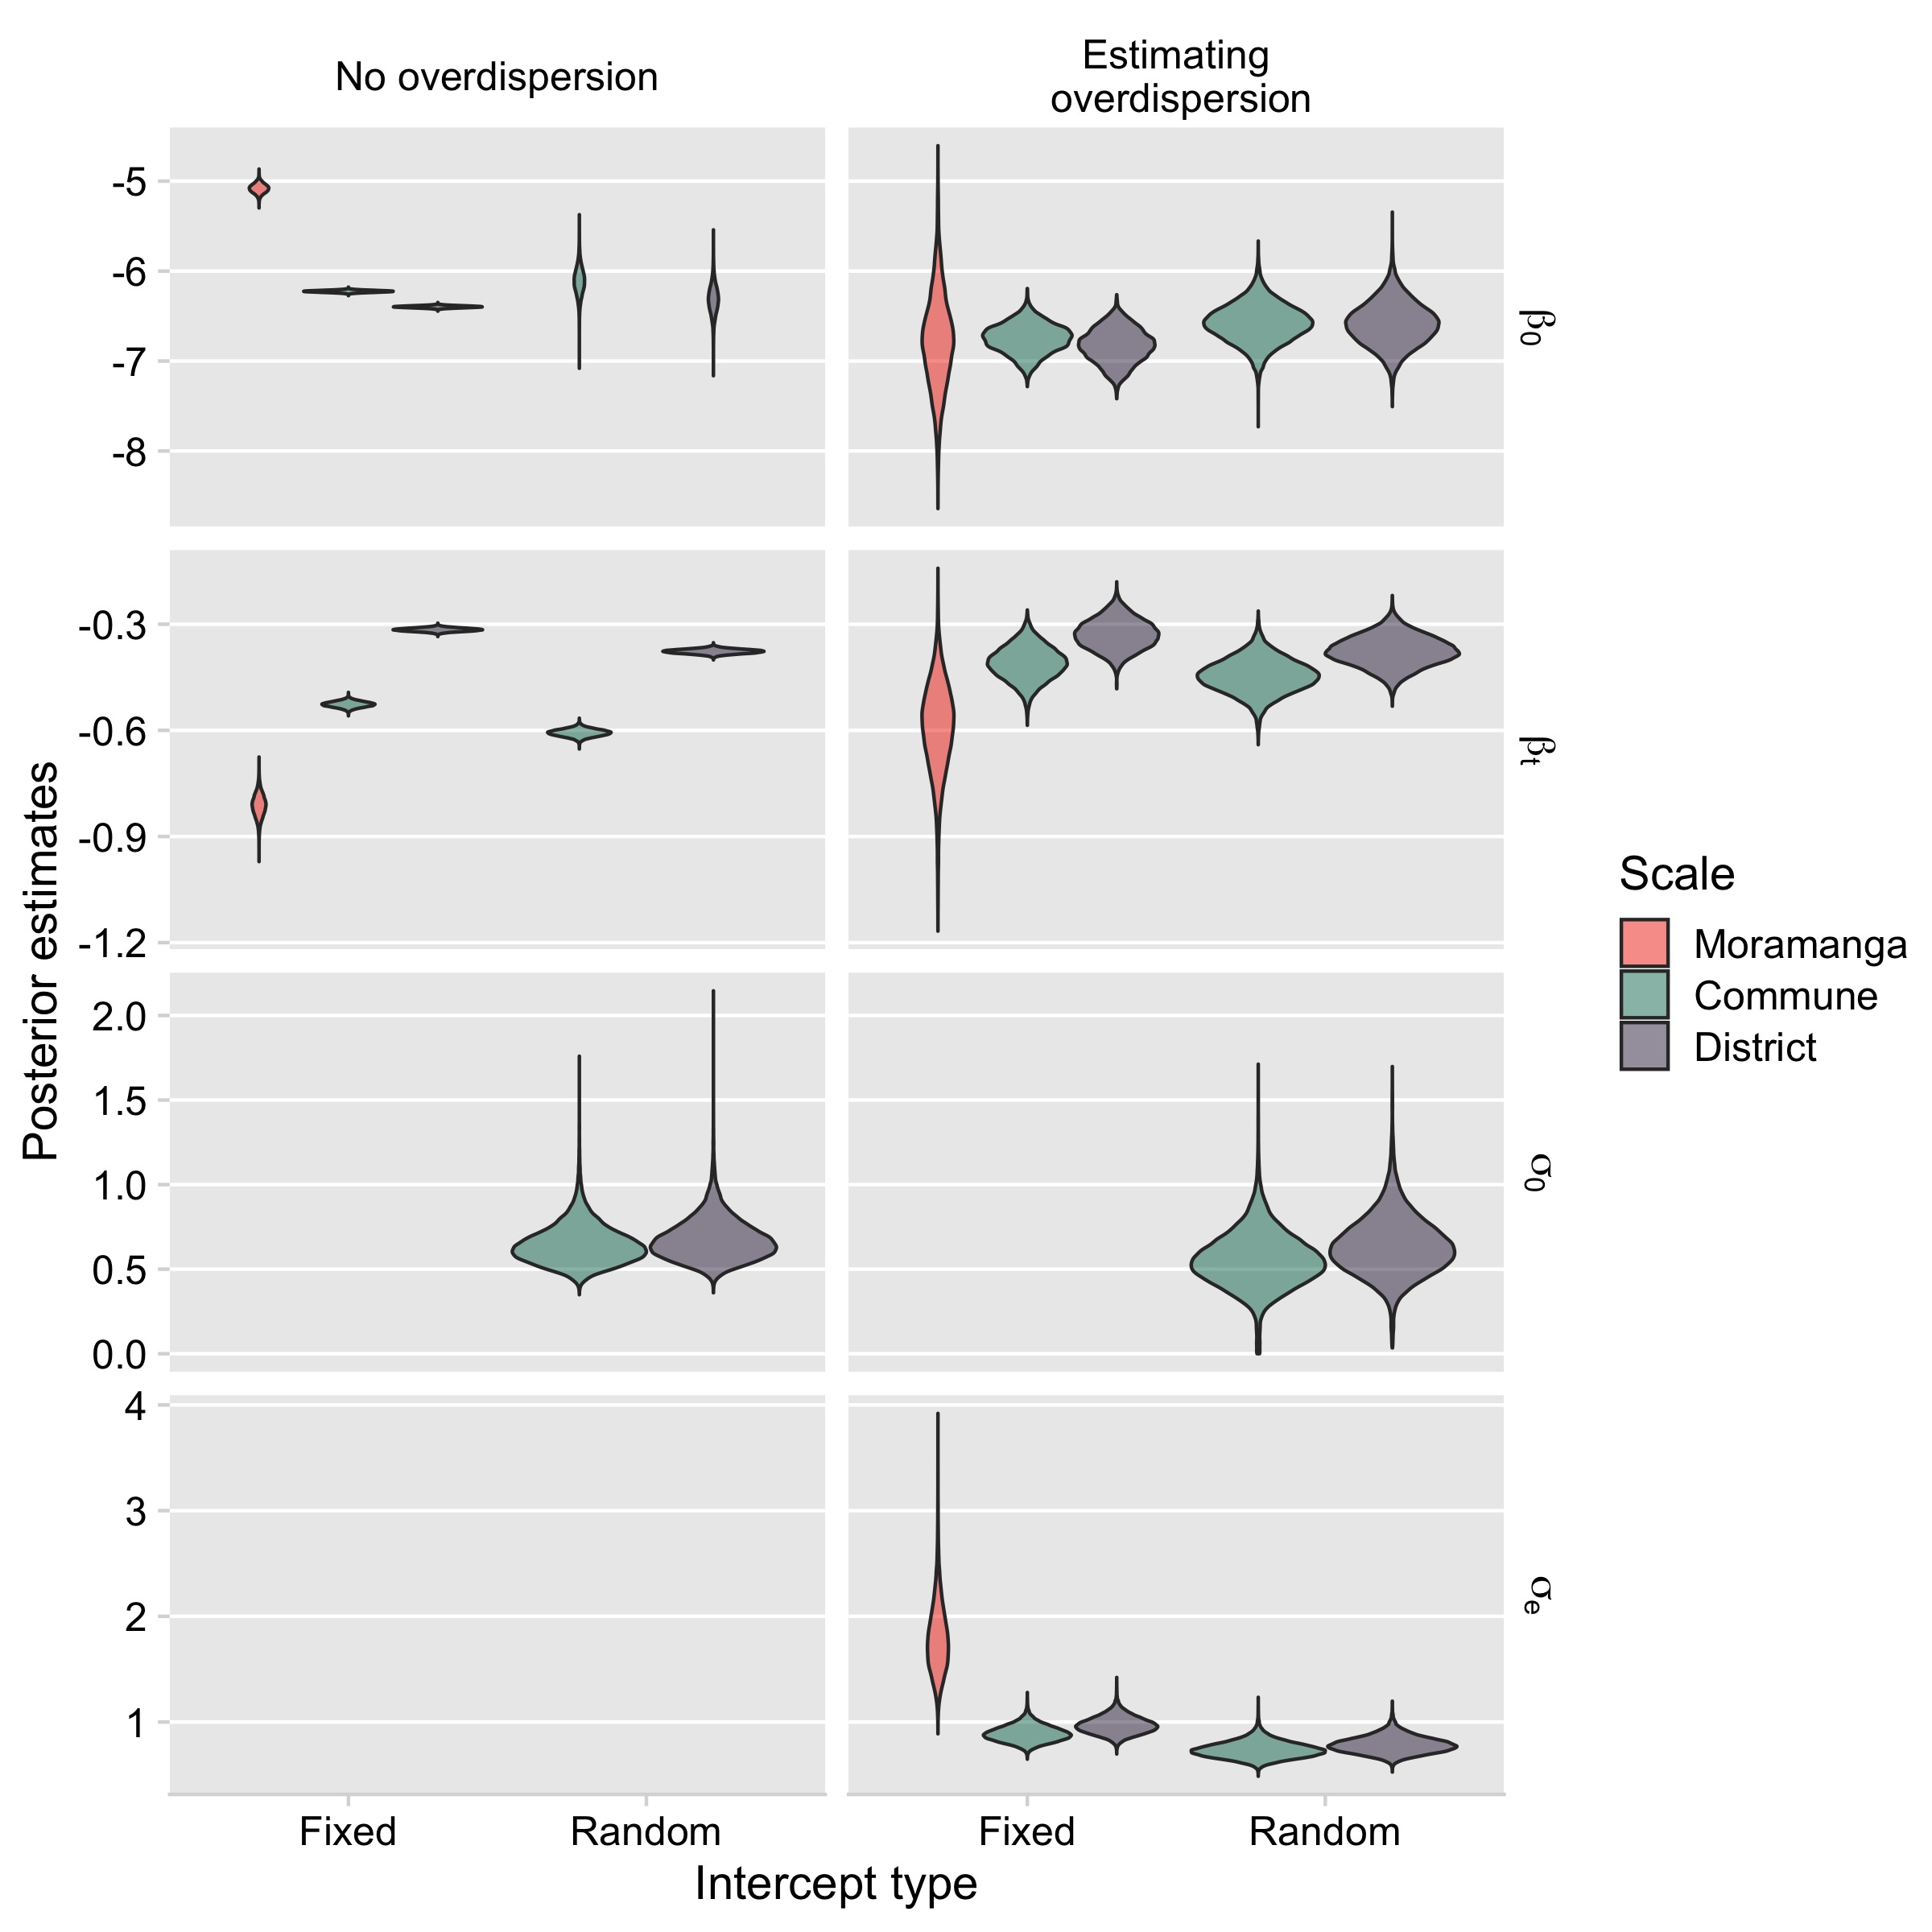 No overdispersion
Estimating
overdispersion
-5
-6
-7
-8
β0
-0.3
-0.6
-0.9
-1.2
βt
2.0
1.5
1.0
0.5
0.0
σ0
4
3
2
1
σe
Posterior estimates
Fixed
Random
Fixed
Random
Intercept type
Scale
Moramanga
Commune
District